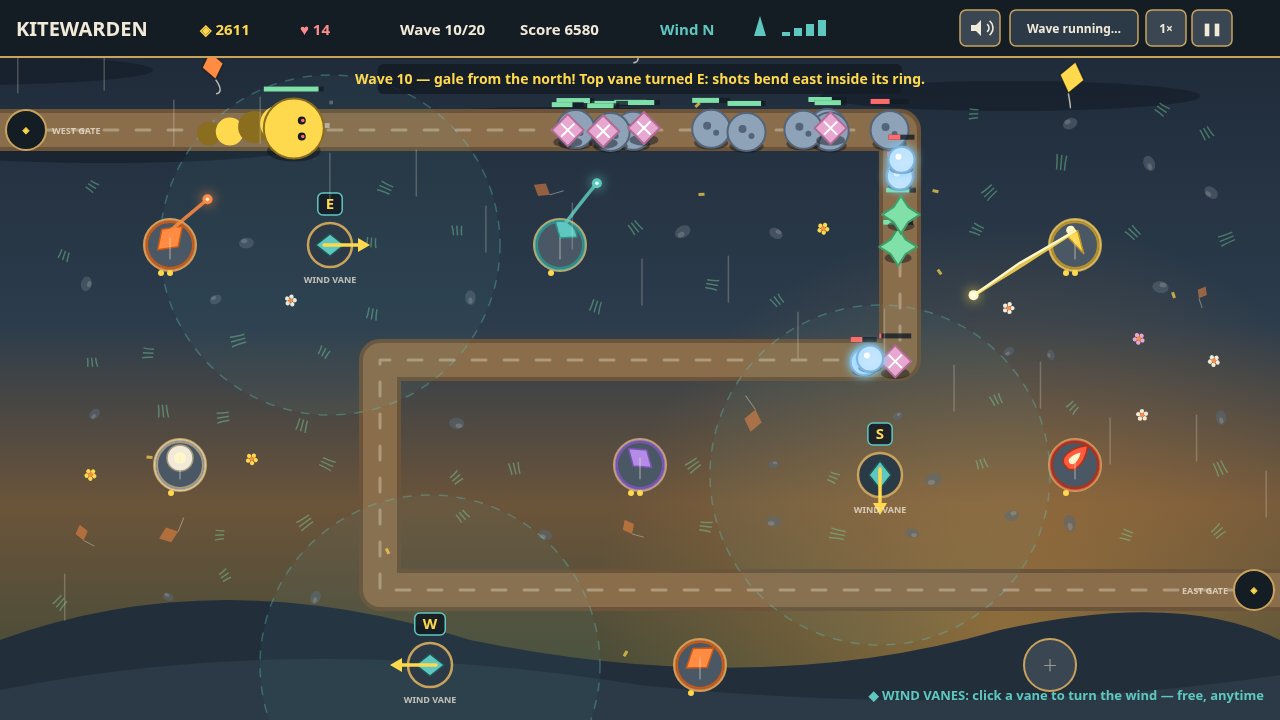 KITEWARDEN
◈ 2611
♥ 14
Wave 10/20
Score 6580
Wind N
Wave running...
1×
Wave 10 — gale from the north! Top vane turned E: shots bend east inside its ring.
WEST GATE
E
WIND VANE
S
WIND VANE
EAST GATE
W
WIND VANE
◆ WIND VANES: click a vane to turn the wind — free, anytime